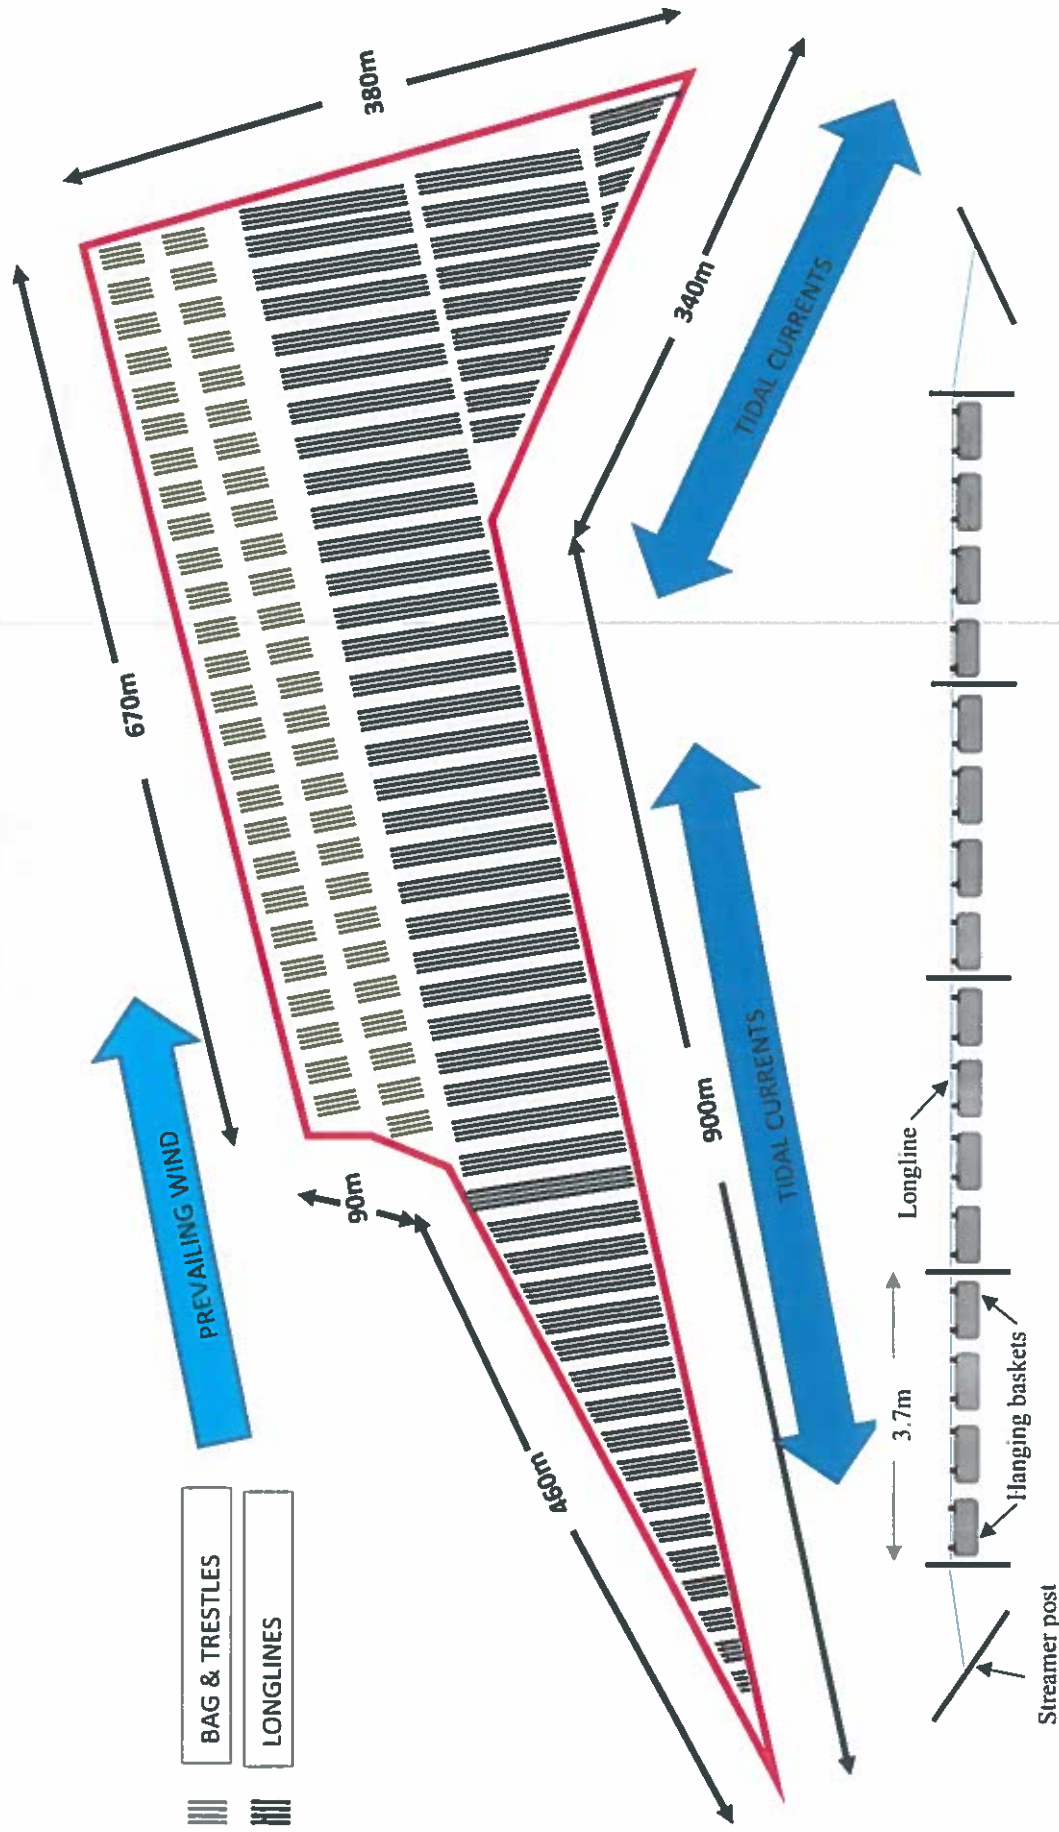 BAG & TRESTLES
LONGLINES
PREVAILING WIND
670m
380m
90m
460m
340m
900m
TIDAL CURRENTS
TIDAL CURRENTS
Longline
3.7m
Hanging baskets
Streamer post